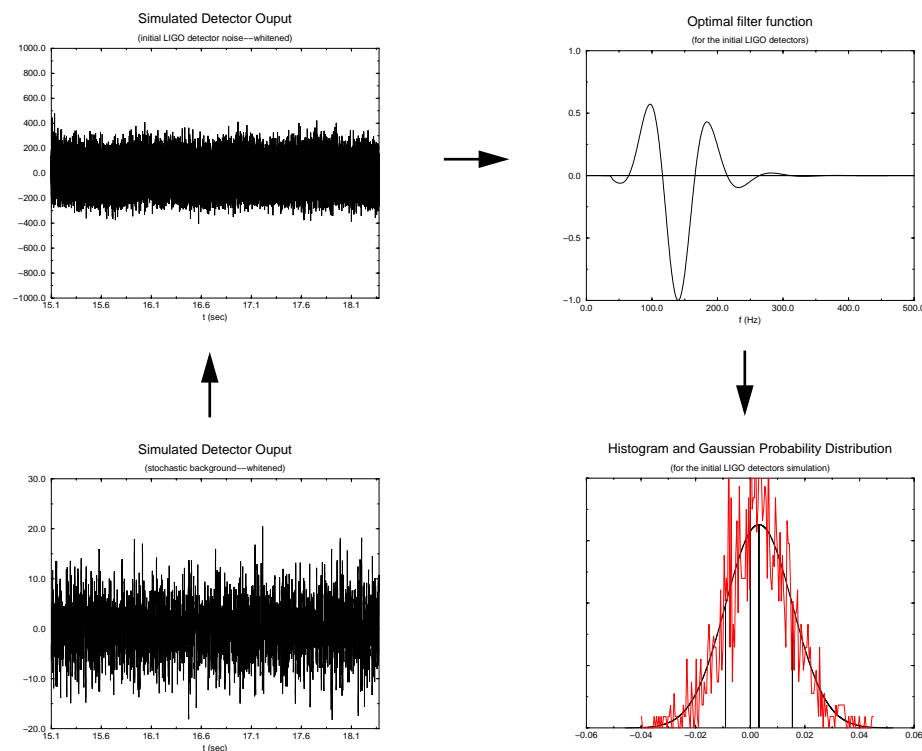 Simulated Detector Ouput
(initial LIGO detector noise−−whitened)
1000.0
800.0
600.0
400.0
200.0
0.0
−200.0
−400.0
−600.0
−800.0
−1000.0
15.1 15.6 16.1 16.6 17.1 17.6 18.1
t (sec)
Optimal filter function
(for the initial LIGO detectors)
1.0
0.5
0.0
−0.5
−1.0
0.0 100.0 200.0 300.0 400.0 500.0
f (Hz)
Simulated Detector Ouput
(stochastic background−−whitened)
30.0
20.0
10.0
0.0
−10.0
−20.0
15.1 15.6 16.1 16.6 17.1 17.6 18.1
t (sec)
Histogram and Gaussian Probability Distribution
(for the initial LIGO detectors simulation)
−0.06 −0.04 −0.02 0.00 0.02 0.04 0.06